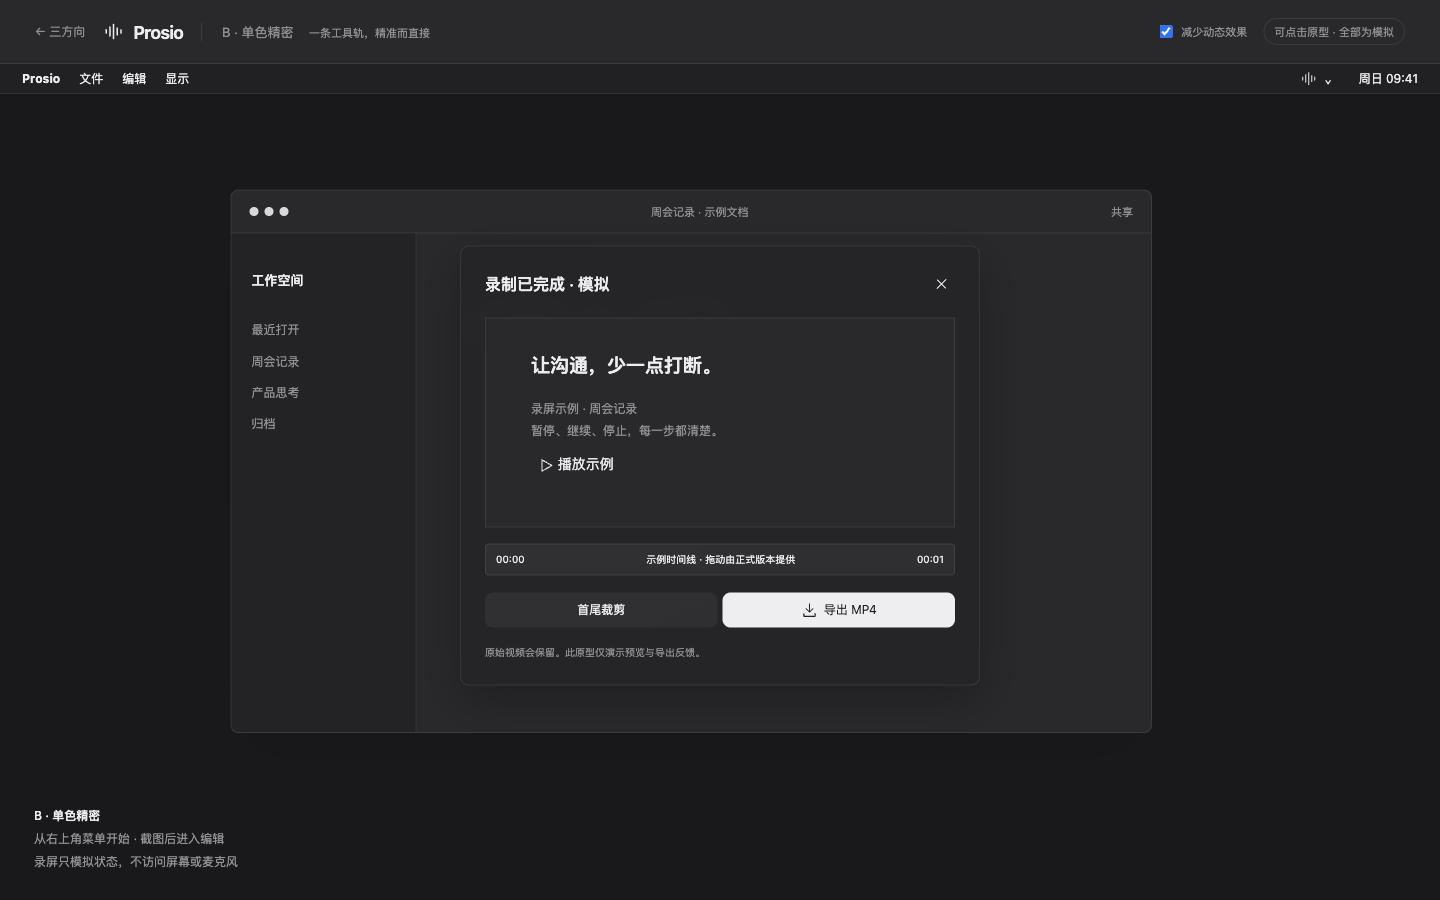 ← 三方向
Prosio
B · 单色精密
一条工具轨，精准而直接
减少动态效果
可点击原型 · 全部为模拟
Prosio 文件 编辑 显示
周日 09:41
周会记录 · 示例文档
共享
工作空间
最近打开
周会记录
产品思考
归档
录制已完成 · 模拟
让沟通，少一点打断。
录屏示例 · 周会记录
暂停、继续、停止，每一步都清楚。
播放示例
00:00 示例时间线 · 拖动由正式版本提供 00:01
首尾裁剪
导出 MP4
原始视频会保留。此原型仅演示预览与导出反馈。
B · 单色精密
从右上角菜单开始 · 截图后进入编辑
录屏只模拟状态，不访问屏幕或麦克风